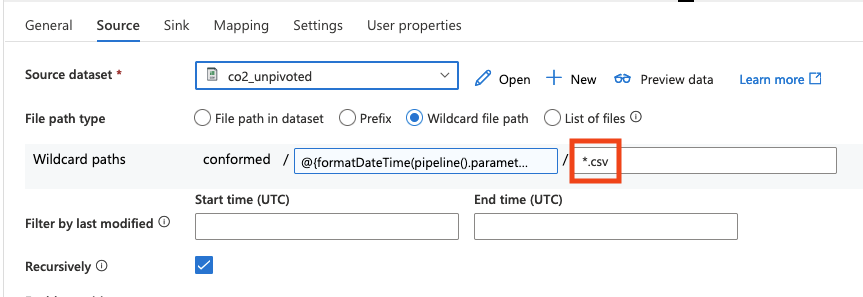 General Source Sink Mapping Settings User properties
Source dataset * co2_unpivoted Open New Preview data Learn more
File path type File path in dataset Prefix Wildcard file path List of files
Wildcard paths conformed / @{formatDateTime(pipeline().paramet... / *.csv
Start time (UTC) End time (UTC)
Filter by last modified
Recursively